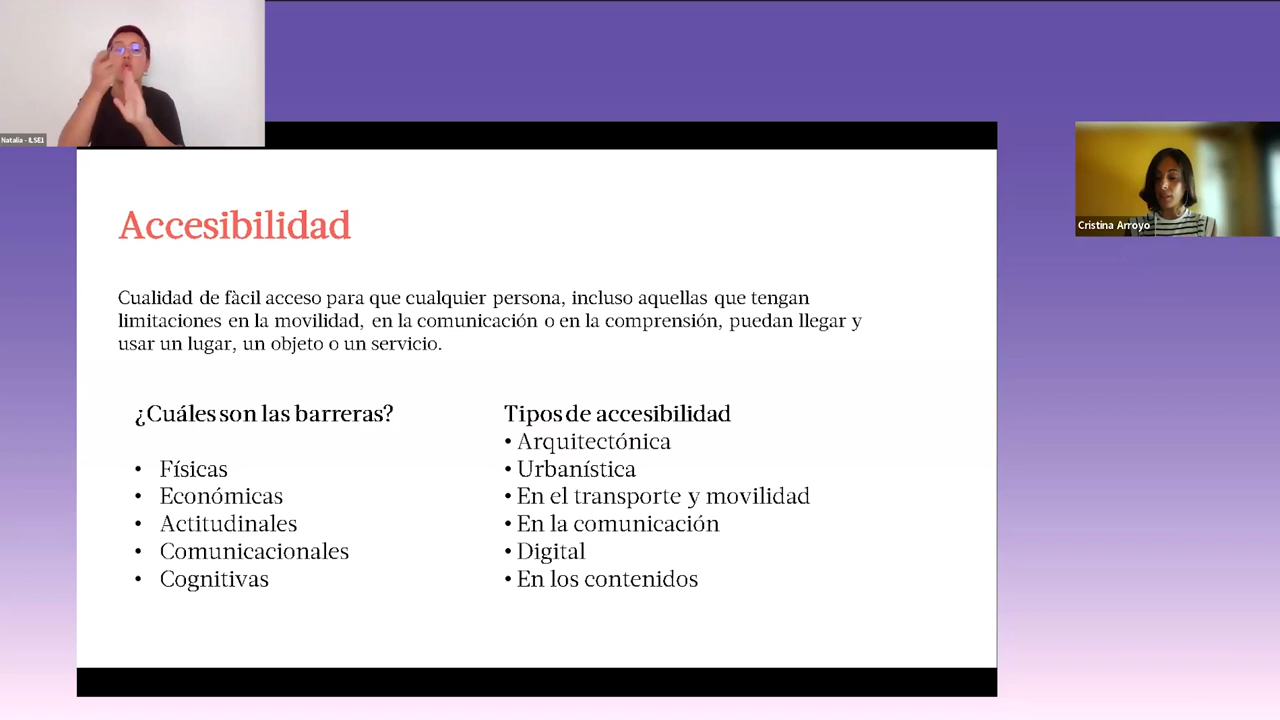 Natalia - ILSE1
Cristina Arroyo
Accesibilidad
Cualidad de fàcil acceso para que cualquier persona, incluso aquellas que tengan
limitaciones en la movilidad, en la comunicación o en la comprensión, puedan llegar y
usar un lugar, un objeto o un servicio.
¿Cuáles son las barreras?
• Físicas
• Económicas
• Actitudinales
• Comunicacionales
• Cognitivas
Tipos de accesibilidad
• Arquitectónica
• Urbanística
• En el transporte y movilidad
• En la comunicación
• Digital
• En los contenidos